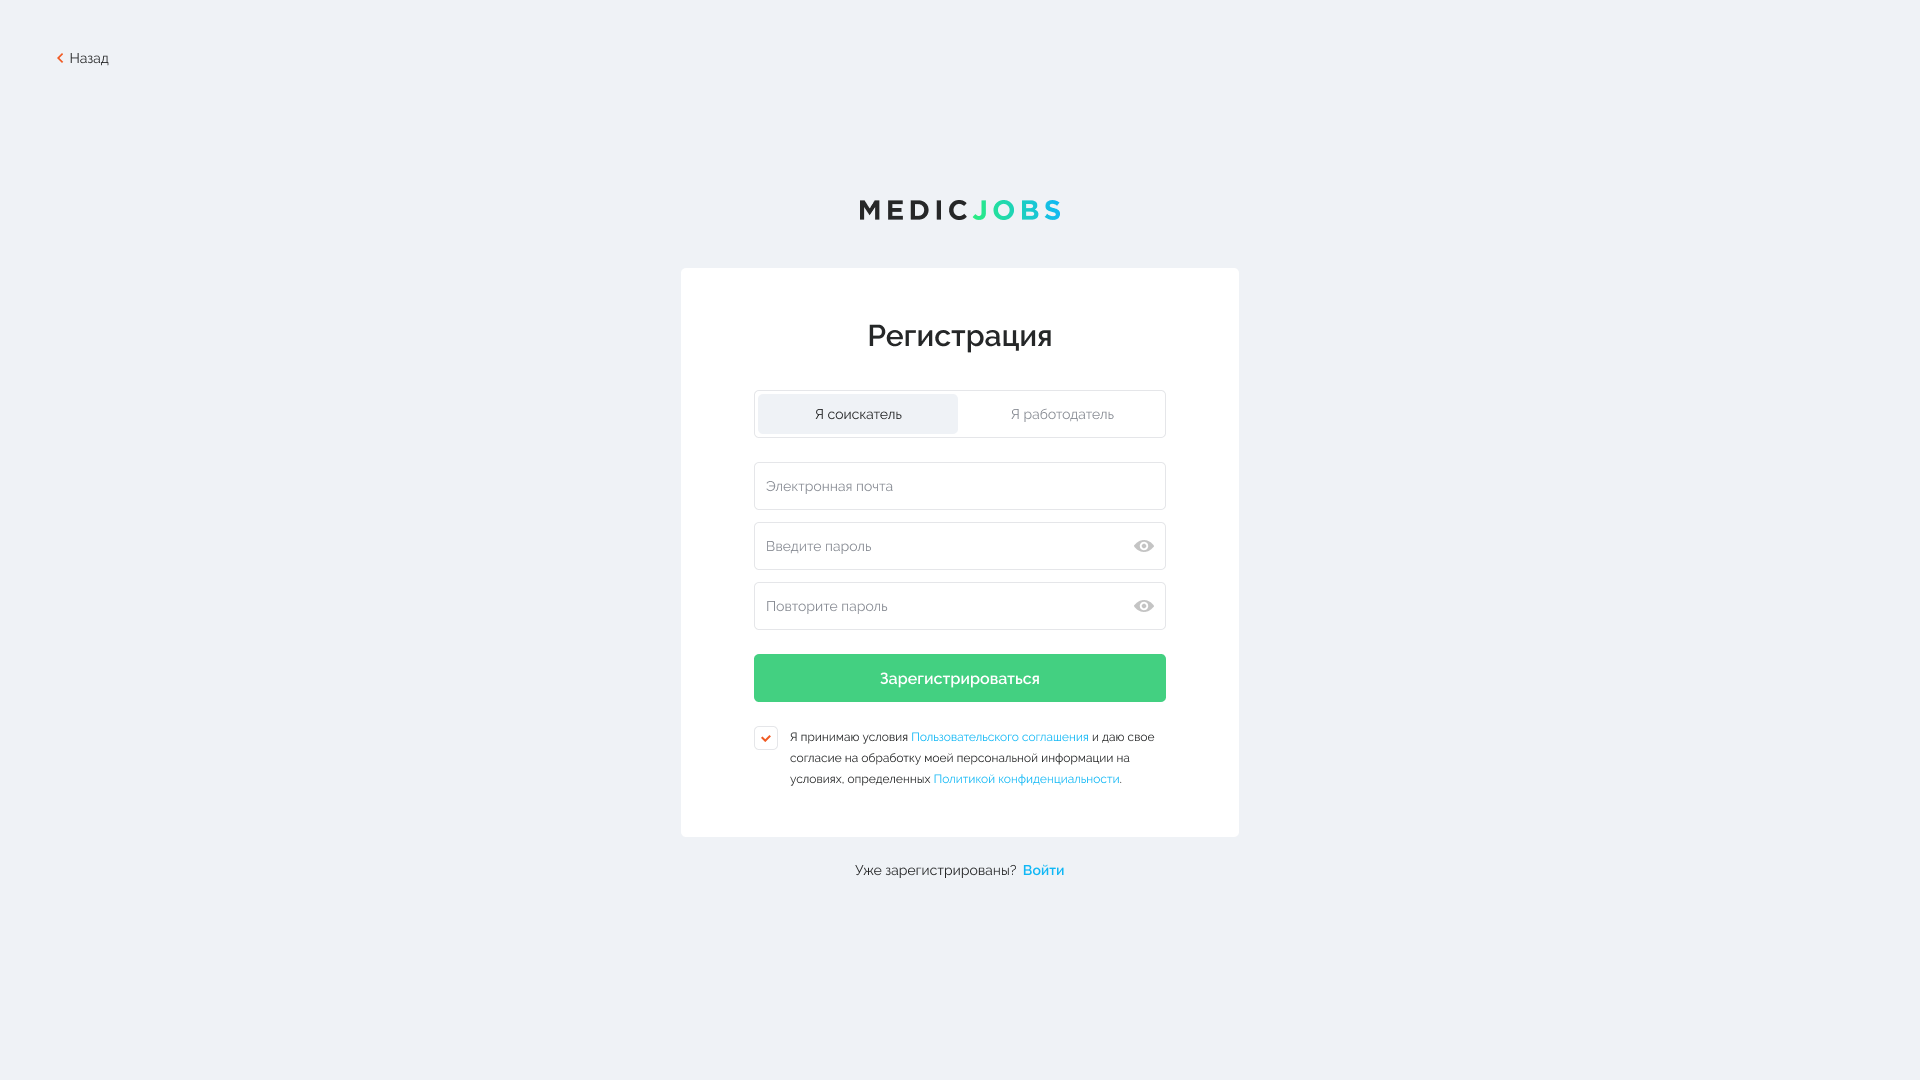 Назад
MEDICJOBS
Регистрация
Я соискатель
Я работодатель
Электронная почта
Введите пароль
Повторите пароль
Зарегистрироваться
Я принимаю условия Пользовательского соглашения и даю свое
согласие на обработку моей персональной информации на
условиях, определенных Политикой конфиденциальности.
Уже зарегистрированы? Войти